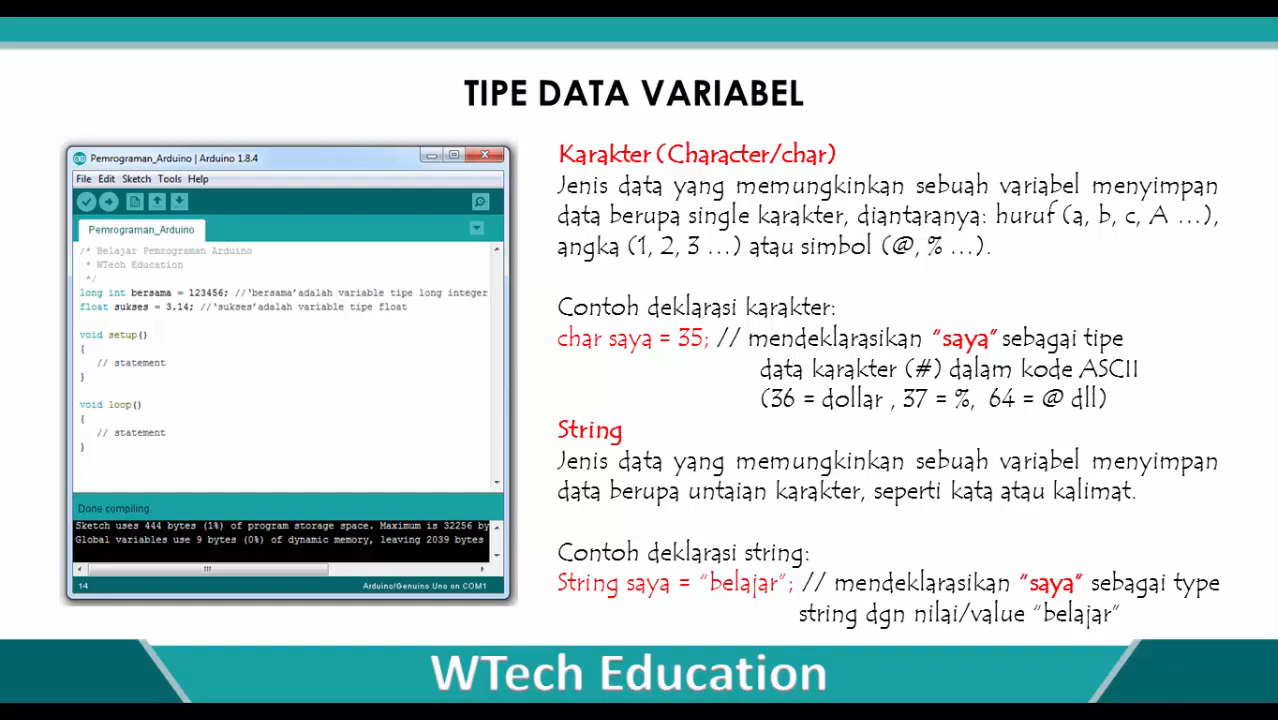 TIPE DATA VARIABEL
Pemrograman_Arduino | Arduino 1.8.4
File Edit Sketch Tools Help
Pemrograman_Arduino
/* Belajar Pemrograman Arduino
* WTech Education
*/
long int bersama = 123456; //'bersama'adalah variable tipe long integer
float sukses = 3.14; //'sukses'adalah variable tipe float
void setup()
{
// statement
}
void loop()
{
// statement
}
Done compiling.
Sketch uses 444 bytes (1%) of program storage space. Maximum is 32256 by
Global variables use 9 bytes (0%) of dynamic memory, leaving 2039 bytes
14 Arduino/Genuino Uno on COM1
Karakter (Character/char)
Jenis data yang memungkinkan sebuah variabel menyimpan
data berupa single karakter, diantaranya: huruf (a, b, c, A ...),
angka (1, 2, 3 ...) atau simbol (@, % ...).
Contoh deklarasi karakter:
char saya = 35; // mendeklarasikan "saya" sebagai tipe
data karakter (#) dalam kode ASCII
(36 = dollar , 37 = %, 64 = @ dll)
String
Jenis data yang memungkinkan sebuah variabel menyimpan
data berupa untaian karakter, seperti kata atau kalimat.
Contoh deklarasi string:
String saya = "belajar"; // mendeklarasikan "saya" sebagai type
string dgn nilai/value "belajar"
WTech Education